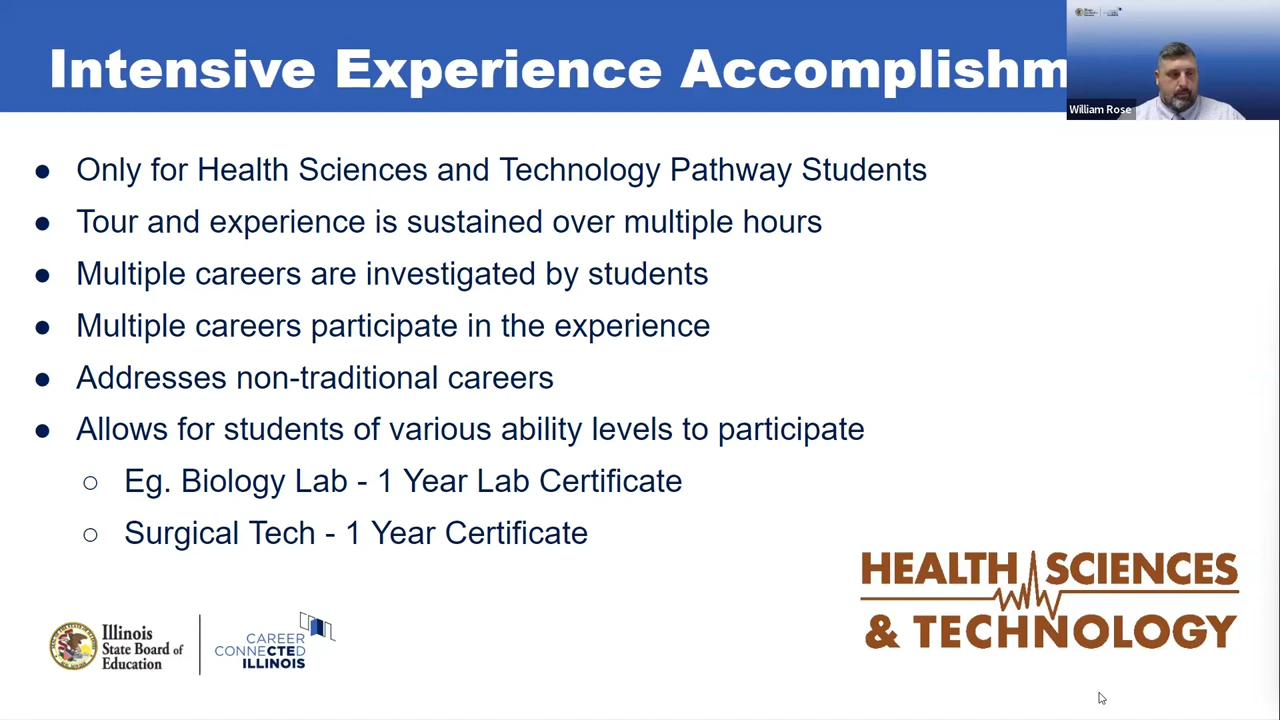 Intensive Experience Accomplishm
William Rose
● Only for Health Sciences and Technology Pathway Students
● Tour and experience is sustained over multiple hours
● Multiple careers are investigated by students
● Multiple careers participate in the experience
● Addresses non-traditional careers
● Allows for students of various ability levels to participate
○ Eg. Biology Lab - 1 Year Lab Certificate
○ Surgical Tech - 1 Year Certificate
HEALTH SCIENCES
& TECHNOLOGY
Illinois
State Board of
Education
CAREER
CONNECTED
ILLINOIS